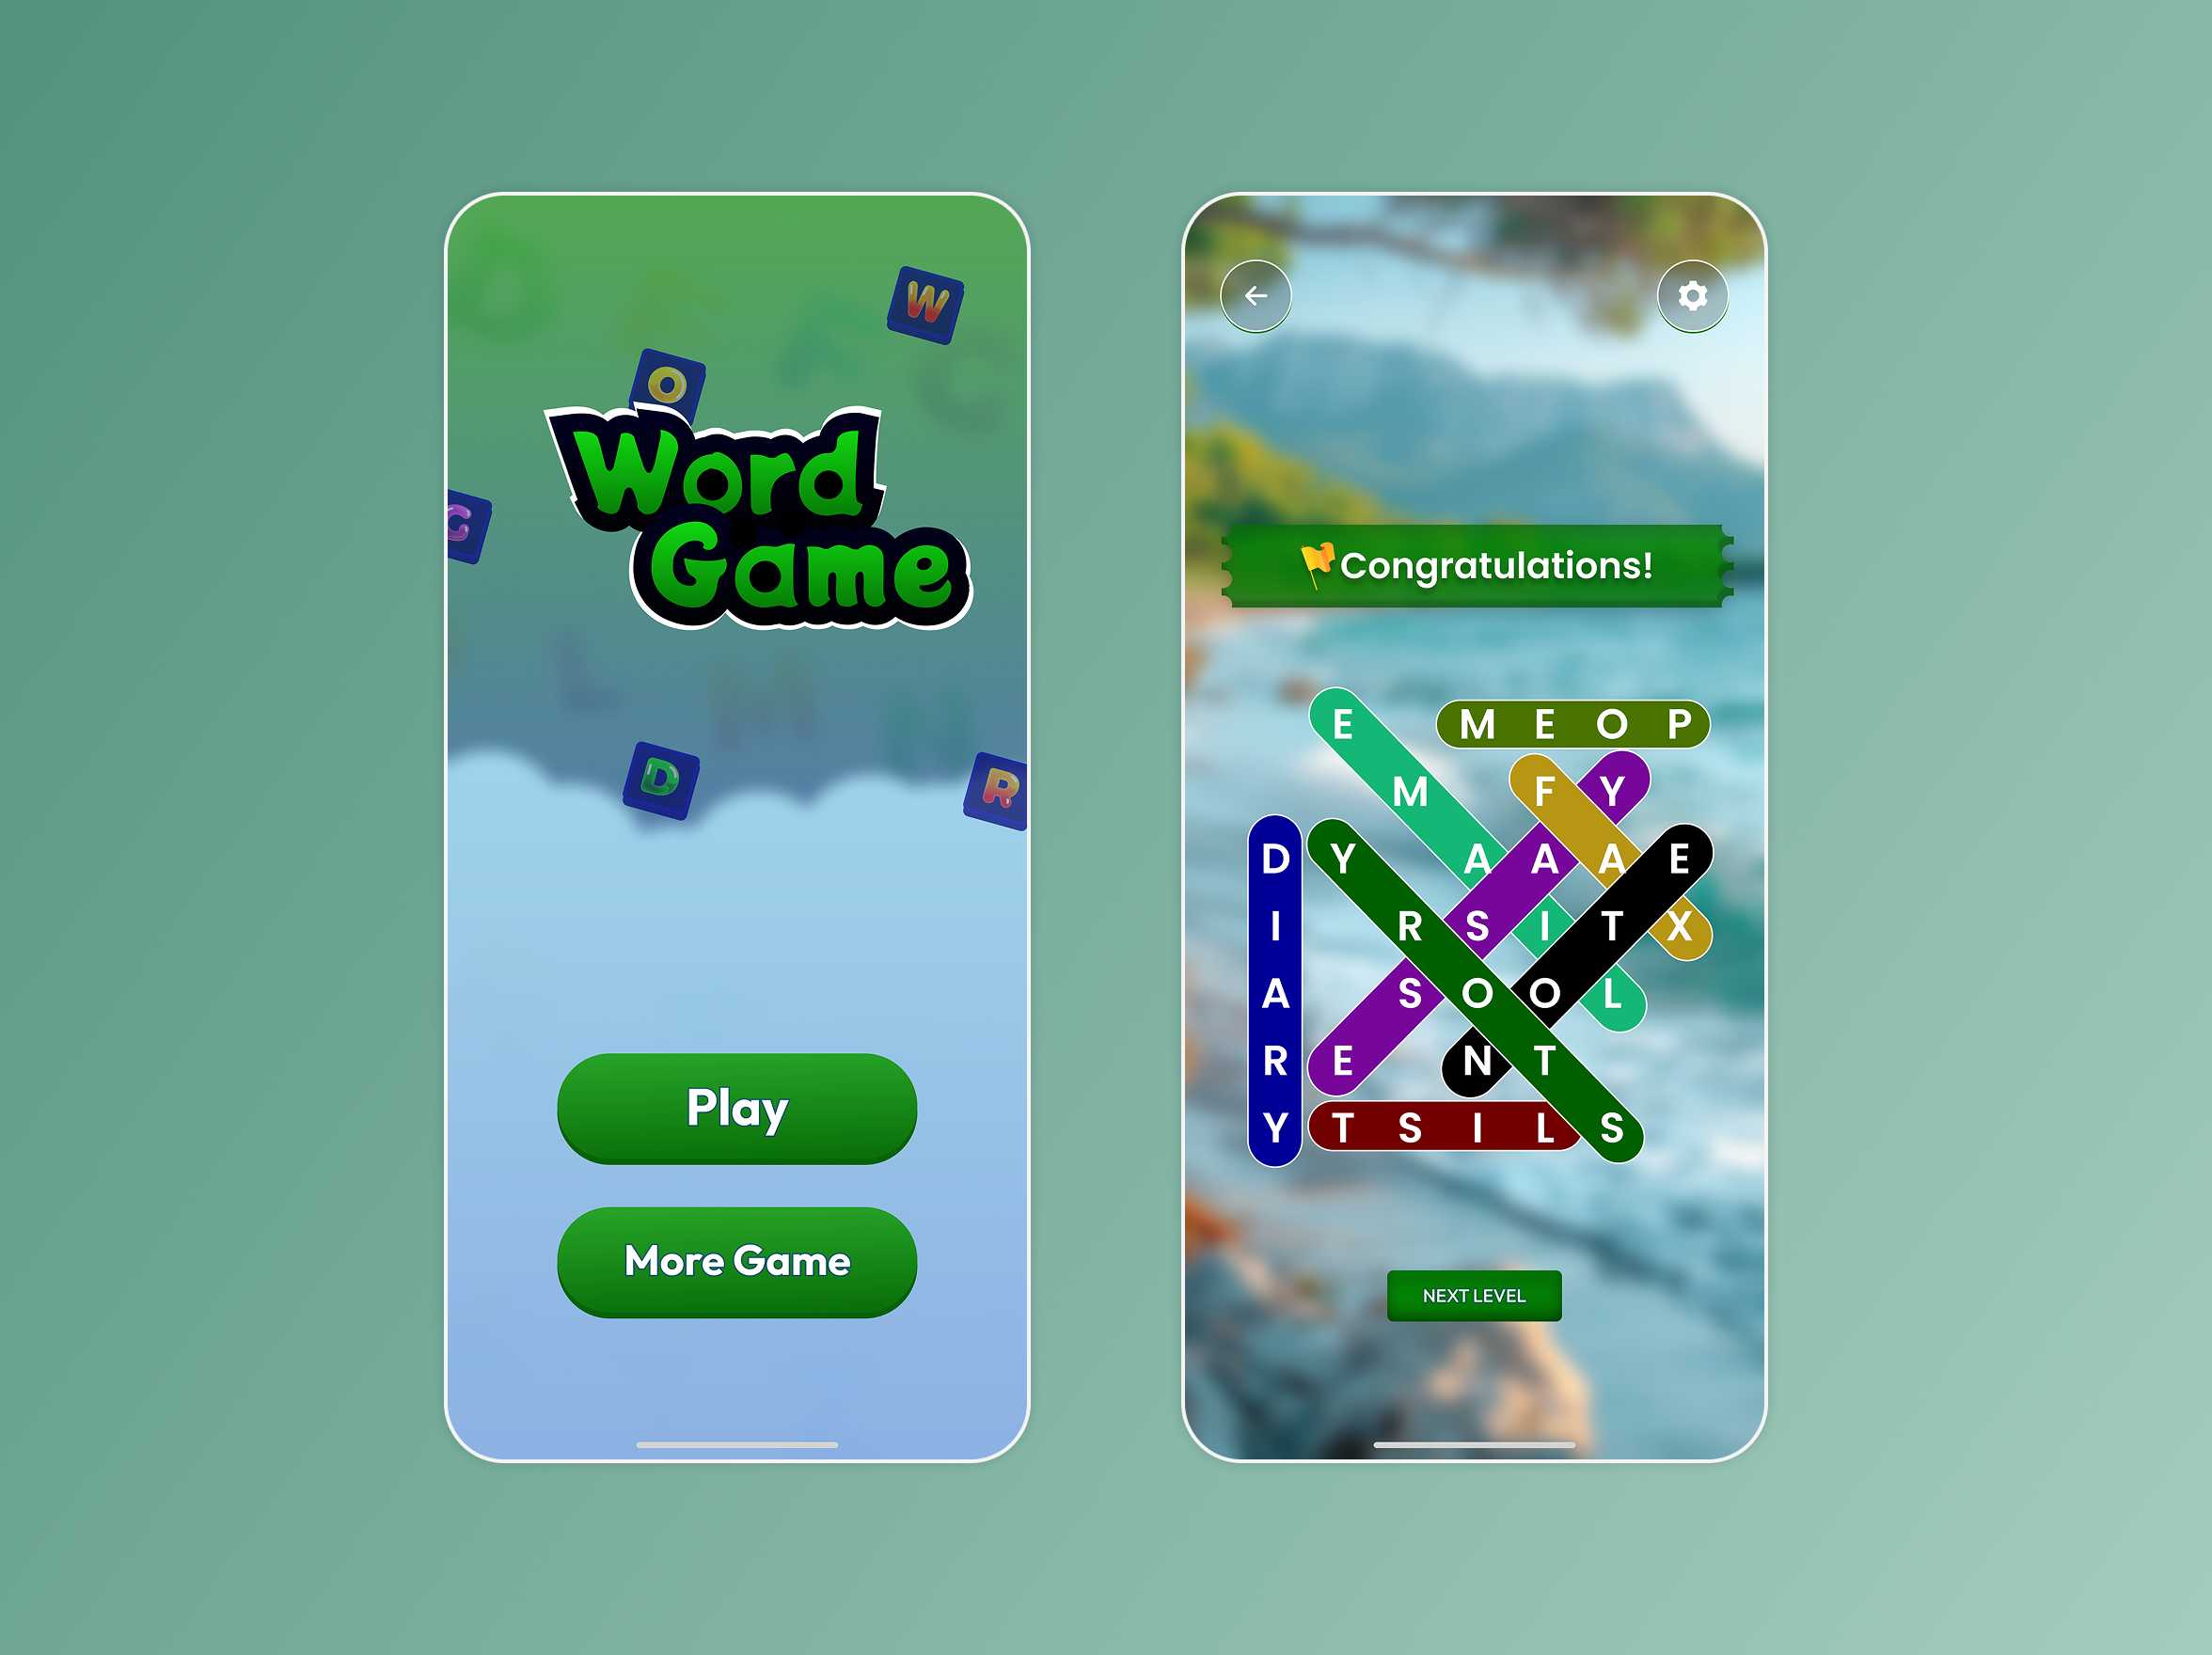 W
O
Word
Game
C
L M N
D
R
Play
More Game
Congratulations!
E M E O P
M F Y
D Y A A A E
I R S I T X
A S O O L
R E N T
Y T S I L S
NEXT LEVEL